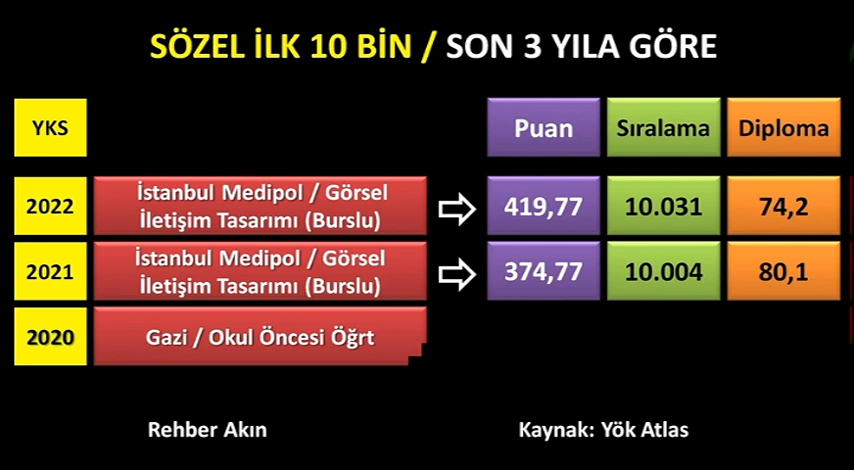 SÖZEL İLK 10 BİN / SON 3 YILA GÖRE
YKS Puan Sıralama Diploma
2022 İstanbul Medipol / Görsel
İletişim Tasarımı (Burslu) 419,77 10.031 74,2
2021 İstanbul Medipol / Görsel
İletişim Tasarımı (Burslu) 374,77 10.004 80,1
2020 Gazi / Okul Öncesi Öğrt
Rehber Akın Kaynak: Yök Atlas